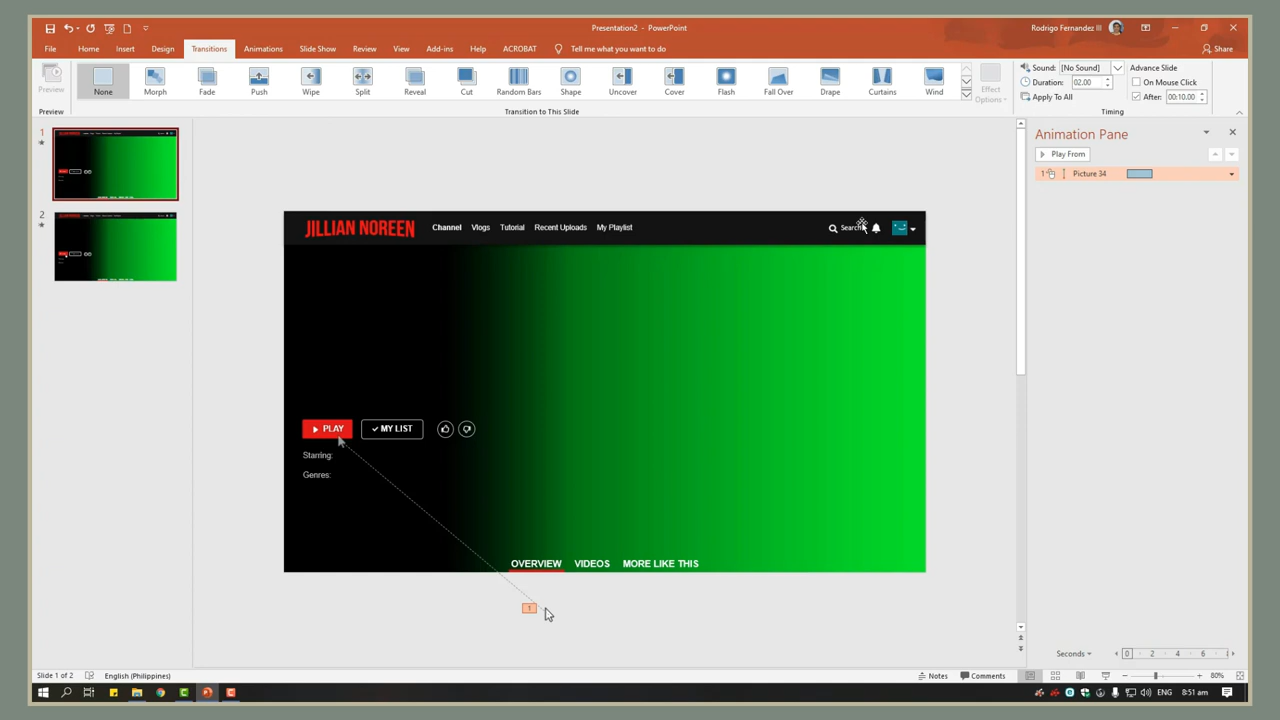 Presentation2 - PowerPoint
Rodrigo Fernandez III
File Home Insert Design Transitions Animations Slide Show Review View Add-ins Help ACROBAT Tell me what you want to do Share
Preview
None Morph Fade Push Wipe Split Reveal Cut Random Bars Shape Uncover Cover Flash Fall Over Drape Curtains Wind
Effect
Options
Sound: [No Sound]
Duration: 02.00
Apply To All
Advance Slide
On Mouse Click
After: 00:10.00
Preview
Transition to This Slide
Timing
1
2
JILLIAN NOREEN
Channel Vlogs Tutorial Recent Uploads My Playlist
Search
PLAY
MY LIST
Starring:
Genres:
OVERVIEW VIDEOS MORE LIKE THIS
1
Animation Pane
Play From
1 Picture 34
Seconds 0 2 4 6
Slide 1 of 2 English (Philippines) Notes Comments 80%
ENG 8:51 am